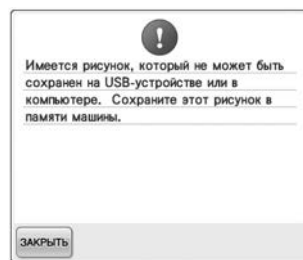 Имеется рисунок, который не может быть
сохранен на USB-устройстве или в
компьютере. Сохраните этот рисунок в
памяти машины.
ЗАКРЫТЬ